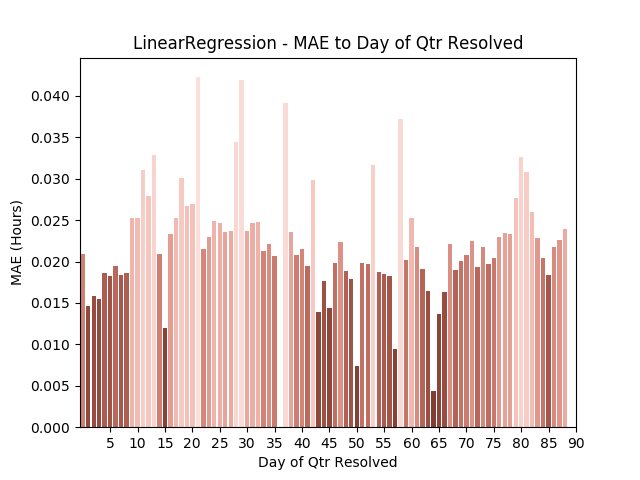 LinearRegression - MAE to Day of Qtr Resolved
0.040
0.035
0.030
0.025
0.020
0.015
0.010
0.005
0.000
MAE (Hours)
5 10 15 20 25 30 35 40 45 50 55 60 65 70 75 80 85 90
Day of Qtr Resolved